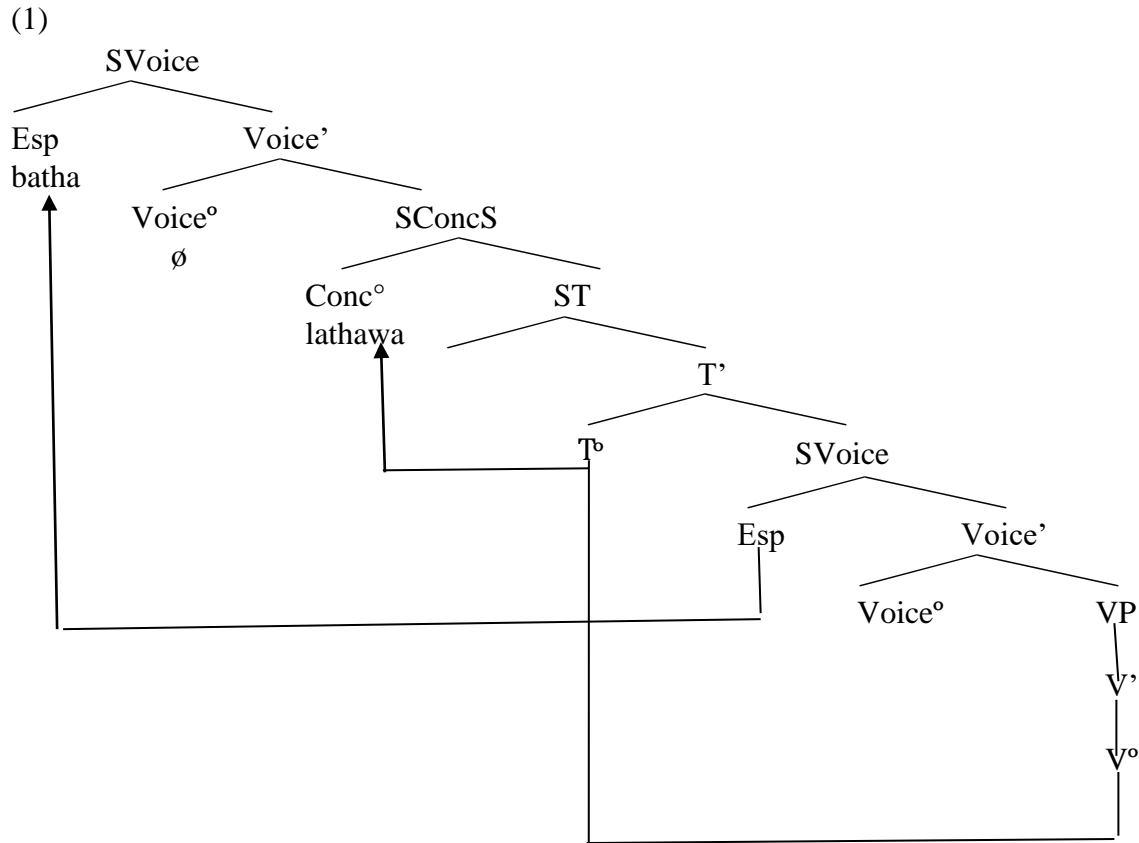 (1)
SVoice
Esp Voice’
batha
Voiceº SConcS
ø
Conc° ST
lathawa
T’
Tº SVoice
Esp Voice’
Voiceº VP
V’
Vº